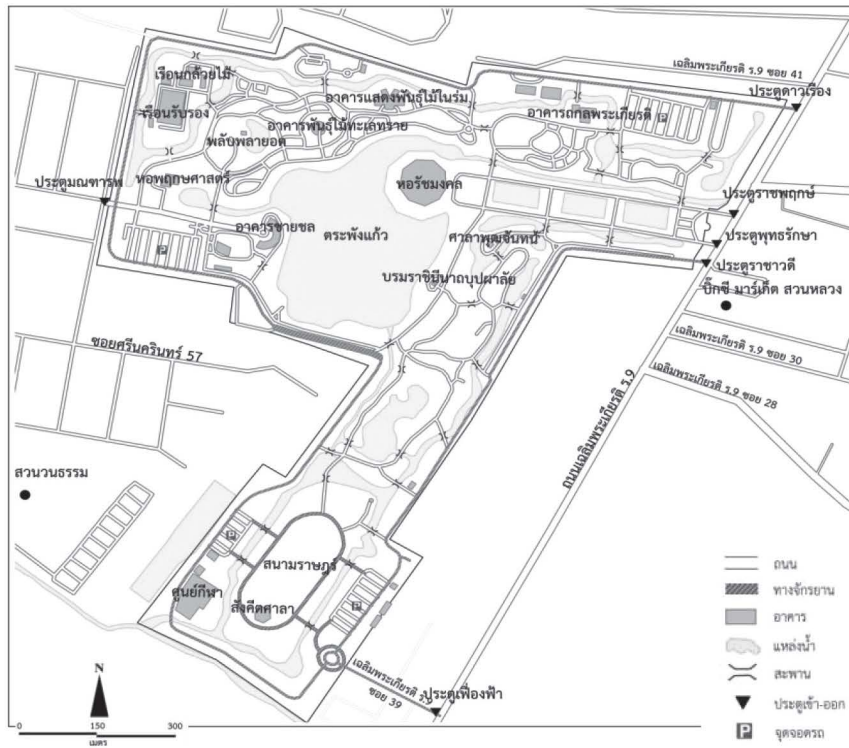 เฉลิมพระเกียรติ ร.9 ซอย 41
ประตูดาวเรือง
เรือนกล้วยไม้
เรือนรับรอง
อาคารแสดงพันธุ์ไม้ในร่ม
อาคารถกลพระเกียรติ
P
อาคารพันธุ์ไม้ทะเลทราย
พลับพลายอด
หอพฤกษศาสตร์
หอรัชมงคล
ประตูมณฑารพ
ประตูราชพฤกษ์
อาคารชายชล
ตระพังแก้ว
ศาลาพุฒจันทน์
ประตูพุทธรักษา
P
บรมราชินีนาถบุปผาลัย
ประตูราชาวดี
บิ๊กซี มาร์เก็ต สวนหลวง
ซอยศรีนครินทร์ 57
เฉลิมพระเกียรติ ร.9 ซอย 30
เฉลิมพระเกียรติ ร.9 ซอย 28
ถนนเฉลิมพระเกียรติ ร.9
สวนวนธรรม
P
สนามราษฎร์
ศูนย์กีฬา
สังคีตศาลา
P
เฉลิมพระเกียรติ ร.9
ซอย 39
ประตูเฟื่องฟ้า
ถนน
ทางจักรยาน
อาคาร
แหล่งน้ำ
สะพาน
ประตูเข้า-ออก
P จุดจอดรถ
N
0 150 300
เมตร